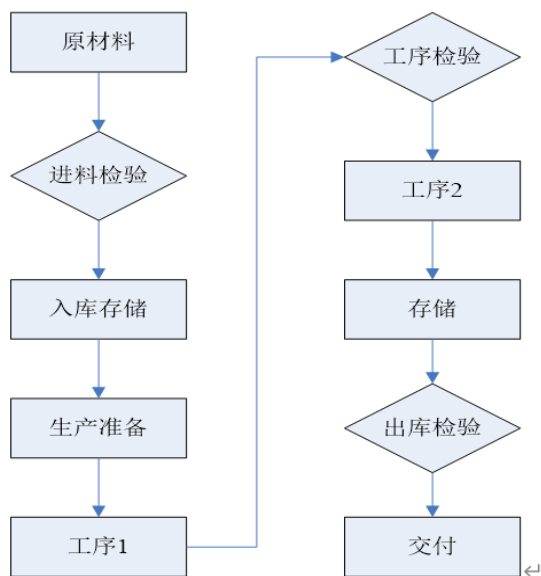 原材料
进料检验
入库存储
生产准备
工序1
工序检验
工序2
存储
出库检验
交付